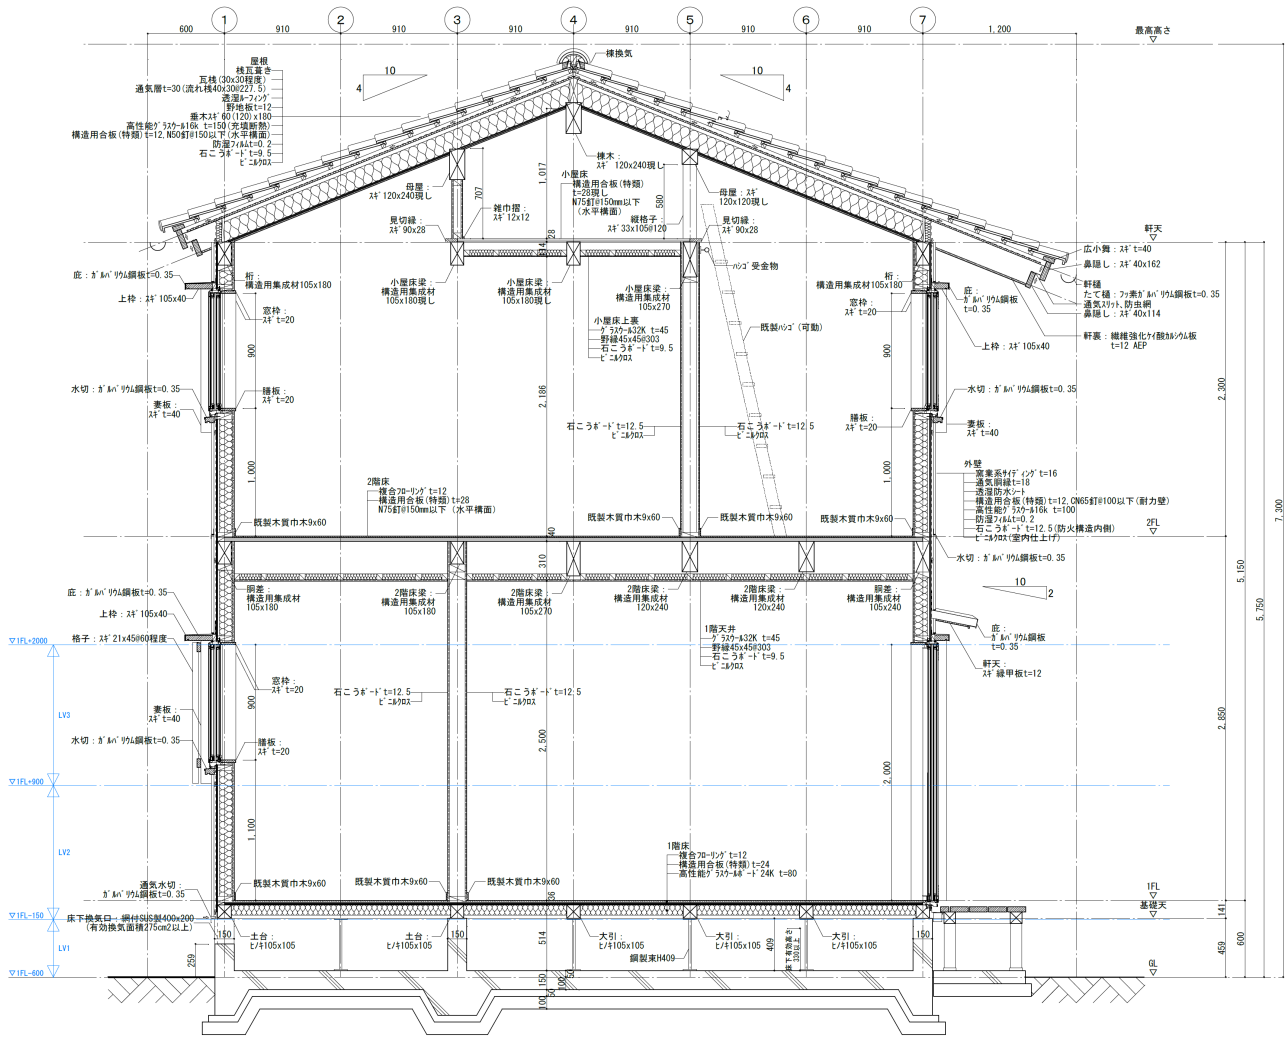 1
2
3
4
5
6
7
600
910
910
910
910
910
910
1,200
最高高さ
棟換気
10
4
10
4
屋根
桟瓦葺き
瓦桟(30x30程度)
通気層t=30(流れ桟40x30@227.5)
透湿ルーフィング
野地板t=12
垂木スギ60(120)x180
高性能グラスウール16k t=150(充填断熱)
構造用合板(特類)t=12,N50釘@150以下(水平構面)
防湿フィルムt=0.2
石こうボードt=9.5
ビニルクロス
棟木:
スギ 120x240現し
小屋床
構造用合板(特類)
t=28現し
N75釘@150mm以下
(水平構面)
母屋:
スギ120x240現し
母屋:スギ
120x120現し
雑巾摺:
スギ12x12
縦格子:
スギ33x105@120
見切縁:
スギ90x28
見切縁:
スギ90x28
1,017
707
580
28
114
軒天
広小舞:スギt=40
鼻隠し:スギ40x162
軒樋
たて樋:フッ素ガルバリウム鋼板t=0.35
通気スリット、防虫網
鼻隠し:スギ40x114
軒裏:繊維強化ケイ酸カルシウム板
t=12 AEP
庇:ガルバリウム鋼板t=0.35
上枠:スギ105x40
桁:
構造用集成材105x180
窓枠:
スギt=20
小屋床梁:
構造用集成材
105x180現し
小屋床梁:
構造用集成材
105x180現し
小屋床梁:
構造用集成材
105x270
ハシゴ受金物
桁:
構造用集成材105x180
窓枠:
スギt=20
庇:
ガルバリウム鋼板
t=0.35
上枠:スギ105x40
小屋床上裏
グラスウール32K t=45
野縁45x45@303
石こうボードt=9.5
ビニルクロス
既製ハシゴ(可動)
900
900
2,186
2,300
7,300
水切:ガルバリウム鋼板t=0.35
妻板:
スギt=40
膳板:
スギt=20
膳板:
スギt=20
水切:ガルバリウム鋼板t=0.35
妻板:
スギt=40
石こうボードt=12.5
ビニルクロス
石こうボードt=12.5
ビニルクロス
1,000
1,000
外壁
窯業系サイディングt=16
通気胴縁t=18
透湿防水シート
構造用合板(特類)t=12,CN65釘@100以下(耐力壁)
高性能グラスウール16k t=100
防湿フィルムt=0.2
石こうボードt=12.5(防火構造内側)
ビニルクロス(室内仕上げ)
2階床
複合フローリングt=12
構造用合板(特類)t=28
N75釘@150mm以下(水平構面)
既製木質巾木9x60
既製木質巾木9x60
既製木質巾木9x60
既製木質巾木9x60
2FL
水切:ガルバリウム鋼板t=0.35
40
310
5,150
5,750
胴差:
構造用集成材
105x180
2階床梁:
構造用集成材
105x180
2階床梁:
構造用集成材
105x270
2階床梁:
構造用集成材
120x240
2階床梁:
構造用集成材
120x240
胴差:
構造用集成材
105x240
10
2
庇:ガルバリウム鋼板t=0.35
上枠:スギ105x40
格子:スギ21x45@60程度
▽1FL+2000
1階天井
グラスウール32K t=45
野縁45x45@303
石こうボードt=9.5
ビニルクロス
庇:
ガルバリウム鋼板
t=0.35
軒天:
スギ縁甲板t=12
窓枠:
スギt=20
石こうボードt=12.5
ビニルクロス
石こうボードt=12.5
ビニルクロス
900
LV3
妻板:
スギt=40
水切:ガルバリウム鋼板t=0.35
膳板:
スギt=20
2,500
2,000
2,850
▽1FL+900
LV2
1,100
1階床
複合フローリングt=12
構造用合板(特類)t=24
高性能グラスウールボード24K t=80
通気水切:
ガルバリウム鋼板t=0.35
既製木質巾木9x60
既製木質巾木9x60
既製木質巾木9x60
36
1FL
基礎天
▽1FL-150
床下換気口:網付SUS製400x200
(有効換気面積275cm2以上)
LV1
150
土台:
ヒノキ105x105
土台:
ヒノキ105x105
150
大引:
ヒノキ105x105
大引:
ヒノキ105x105
大引:
ヒノキ105x105
150
鋼製束H409
床下有効高さ:
330以上
259
514
409
141
459
600
▽1FL-600
GL
150
50
100
50
100